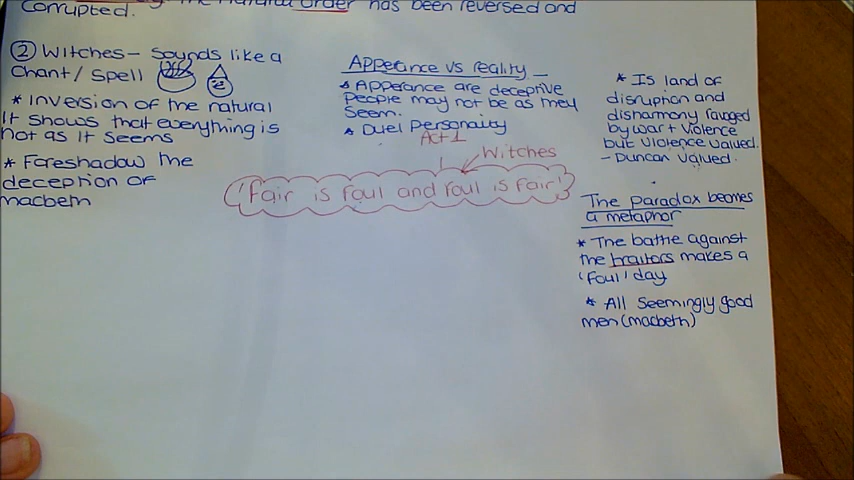 the natural order has been reversed and
corrupted.
② Witches- sounds like a
chant/spell
* Inversion of the natural
It shows that everything is
not as it seems
* Foreshadow the
deception of
macbeth
Apperance vs reality
* Apperance are deceptive
People may not be as they
seem.
* Duel Personality
Act 1
Witches
'Fair is foul and foul is fair'
* Is land of
disruption and
disharmony ravaged
by war + violence
but violence valued.
- Duncan valued.
The paradox becomes
a metaphor
* The battle against
the traitors makes a
'foul' day
* All seemingly good
men (macbeth)